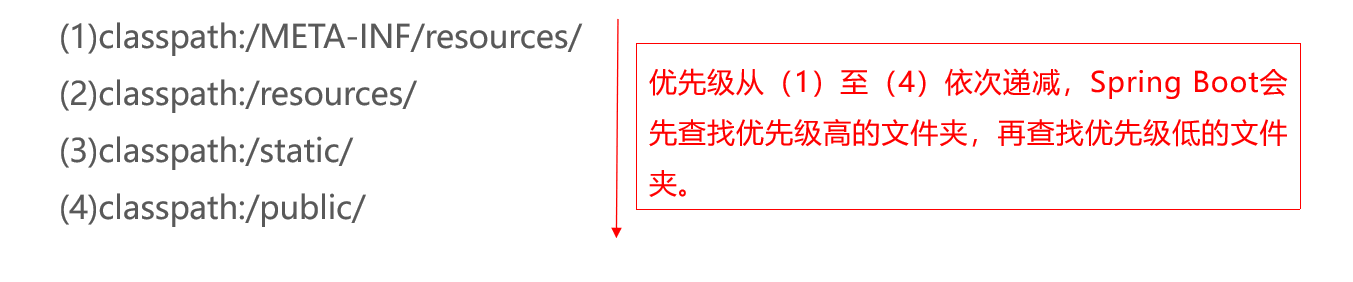 (1)classpath:/META-INF/resources/
(2)classpath:/resources/
(3)classpath:/static/
(4)classpath:/public/
优先级从（1）至（4）依次递减，Spring Boot会
先查找优先级高的文件夹，再查找优先级低的文件
夹。